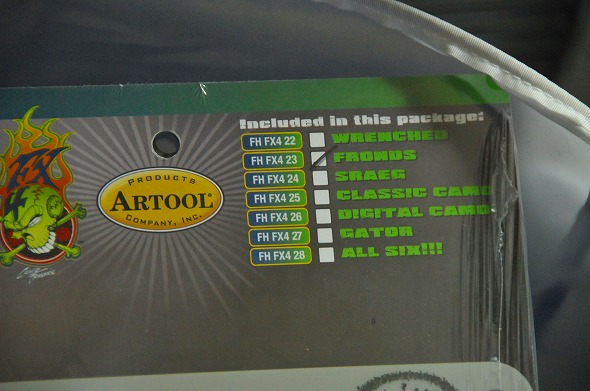 Included in this package:
FH FX4 22 WRENCHED
FH FX4 23 FRONDS
FH FX4 24 SRAEG
FH FX4 25 CLASSIC CAMO
FH FX4 26 DIGITAL CAMO
FH FX4 27 GATOR
FH FX4 28 ALL SIX!!!
PRODUCTS
ARTOOL
COMPANY, INC.
FX
4